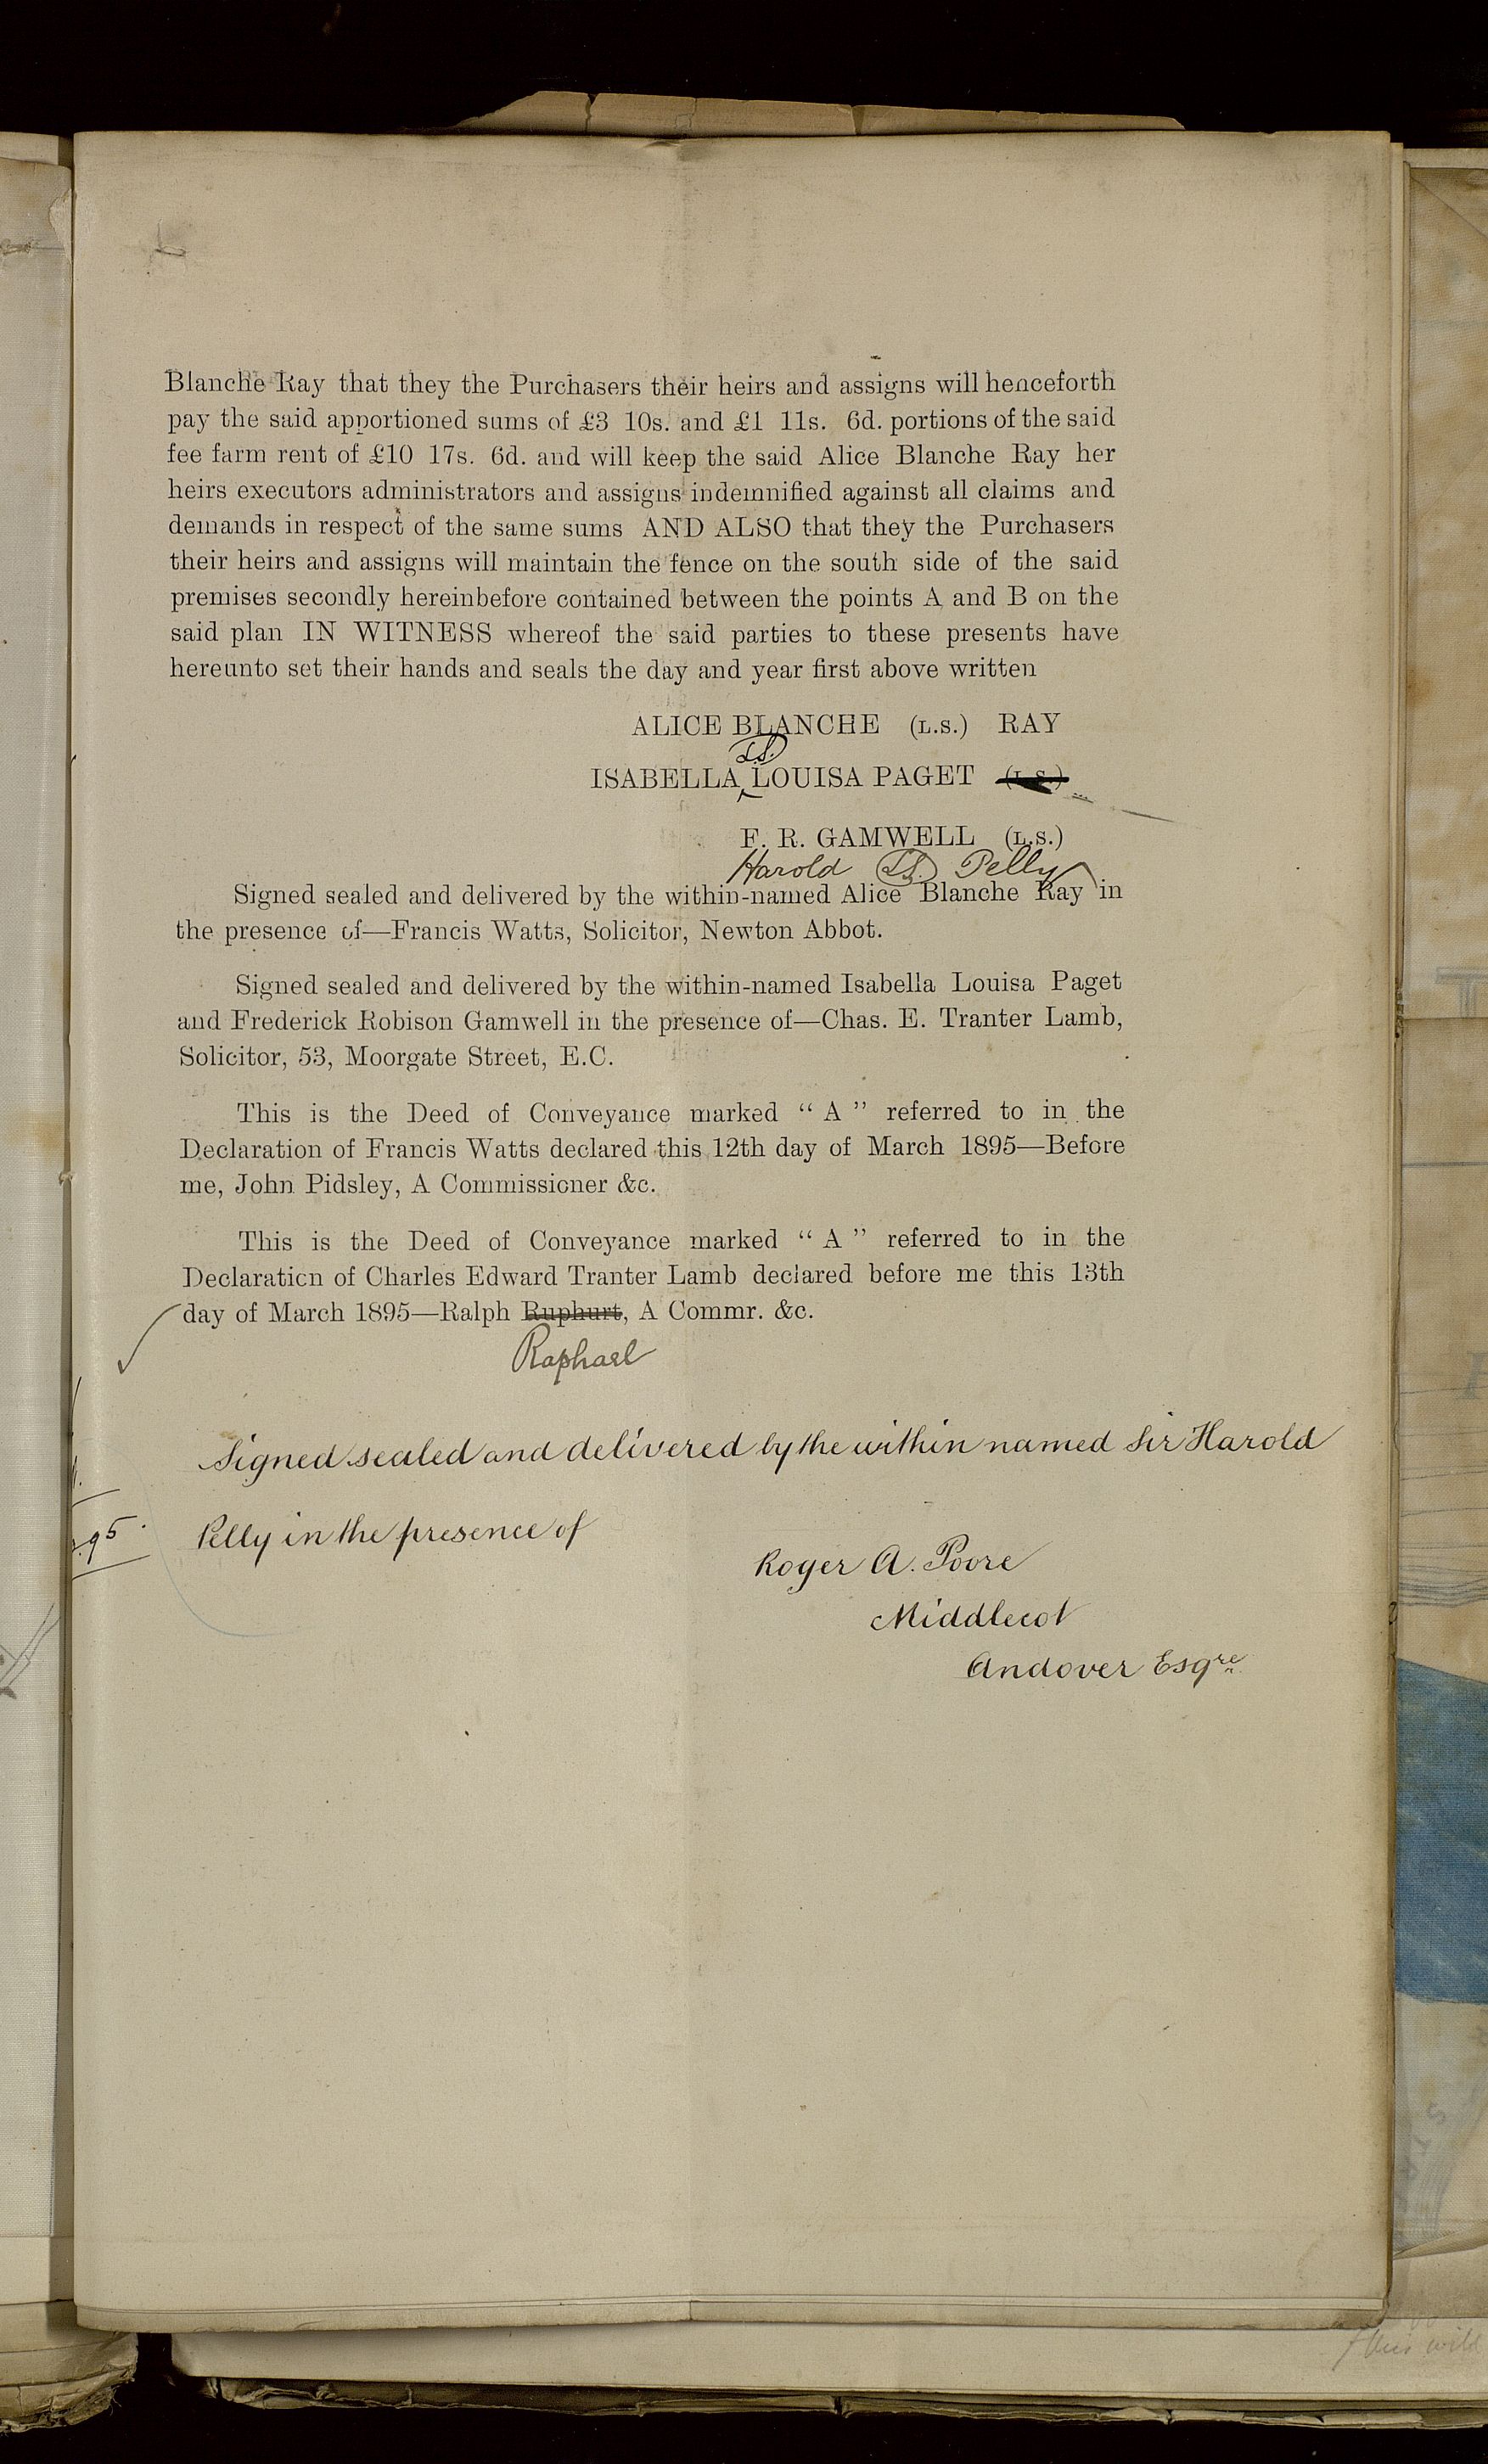 Blanche Ray that they the Purchasers their heirs and assigns will henceforth
pay the said apportioned sums of £3 10s. and £1 11s. 6d. portions of the said
fee farm rent of £10 17s. 6d. and will keep the said Alice Blanche Ray her
heirs executors administrators and assigns indemnified against all claims and
demands in respect of the same sums AND ALSO that they the Purchasers
their heirs and assigns will maintain the fence on the south side of the said
premises secondly hereinbefore contained between the points A and B on the
said plan IN WITNESS whereof the said parties to these presents have
hereunto set their hands and seals the day and year first above written
ALICE BLANCHE (L.S.) RAY
L.S.
ISABELLA LOUISA PAGET (L.S.)
F. R. GAMWELL (L.S.)
Harold L.S. Pelly
Signed sealed and delivered by the within-named Alice Blanche Ray in
the presence of—Francis Watts, Solicitor, Newton Abbot.
Signed sealed and delivered by the within-named Isabella Louisa Paget
and Frederick Robison Gamwell in the presence of—Chas. E. Tranter Lamb,
Solicitor, 53, Moorgate Street, E.C.
This is the Deed of Conveyance marked “ A ” referred to in the
Declaration of Francis Watts declared this 12th day of March 1895—Before
me, John Pidsley, A Commissioner &c.
This is the Deed of Conveyance marked “ A ” referred to in the
Declaration of Charles Edward Tranter Lamb declared before me this 13th
day of March 1895—Ralph Ruphurt, A Commr. &c.
Raphael
Signed sealed and delivered by the within named Sir Harold
Pelly in the presence of
Roger A. Poore
Middlecot
Andover Esqre
95